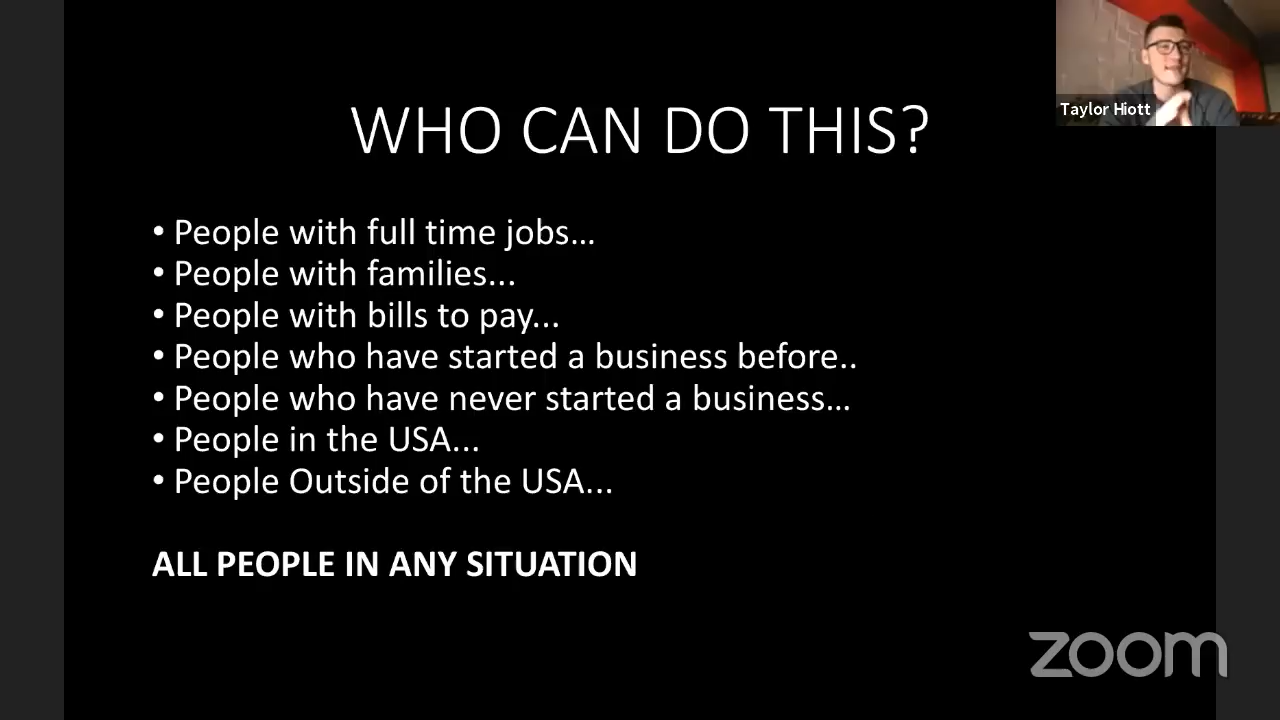 Taylor Hiott
WHO CAN DO THIS?
• People with full time jobs…
• People with families...
• People with bills to pay...
• People who have started a business before..
• People who have never started a business…
• People in the USA...
• People Outside of the USA...
ALL PEOPLE IN ANY SITUATION
zoom